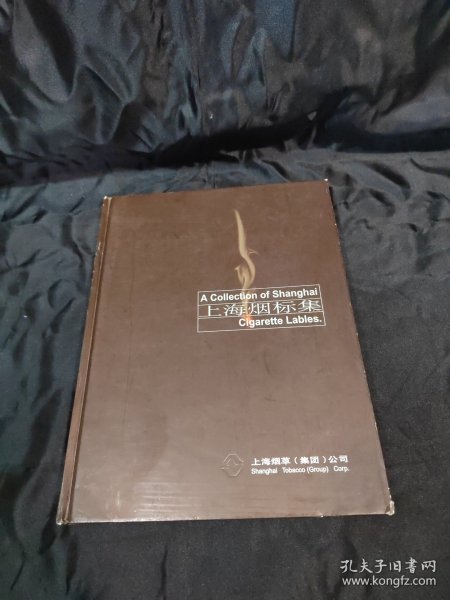 A Collection of Shanghai
上海烟标集
Cigarette Lables.
上海烟草（集团）公司
Shanghai Tobacco (Group) Corp.
孔夫子旧书网
www.kongfz.com